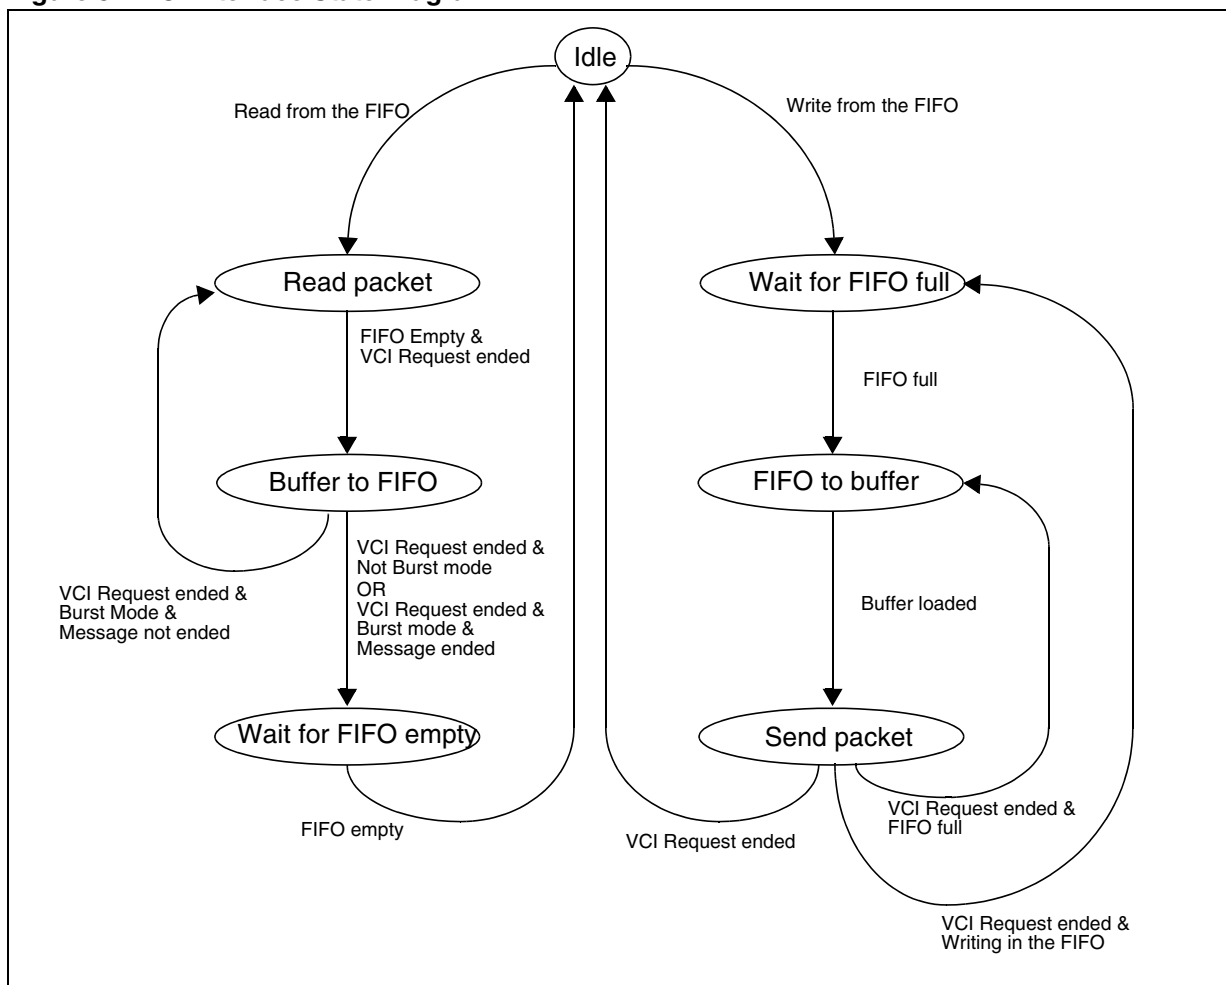 Idle
Read from the FIFO
Write from the FIFO
Read packet
Wait for FIFO full
FIFO Empty &
VCI Request ended
FIFO full
Buffer to FIFO
FIFO to buffer
VCI Request ended &
Not Burst mode
OR
VCI Request ended &
Burst mode &
Message ended
VCI Request ended &
Burst Mode &
Message not ended
Buffer loaded
Wait for FIFO empty
Send packet
FIFO empty
VCI Request ended
VCI Request ended &
FIFO full
VCI Request ended &
Writing in the FIFO